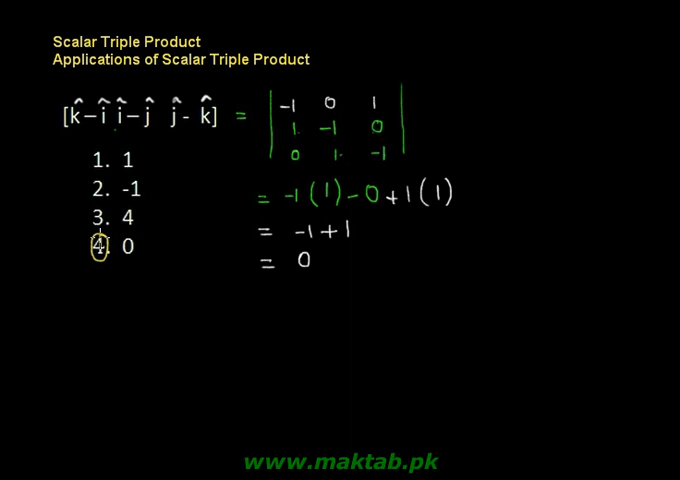 Scalar Triple Product
Applications of Scalar Triple Product
[k̂ – î î – ĵ ĵ - k̂] = | -1 0 1 |
| 1 -1 0 |
| 0 1 -1 |
1. 1
2. -1
3. 4
4. 0
= -1 ( 1 ) - 0 + 1 ( 1 )
= -1 + 1
= 0
www.maktab.pk